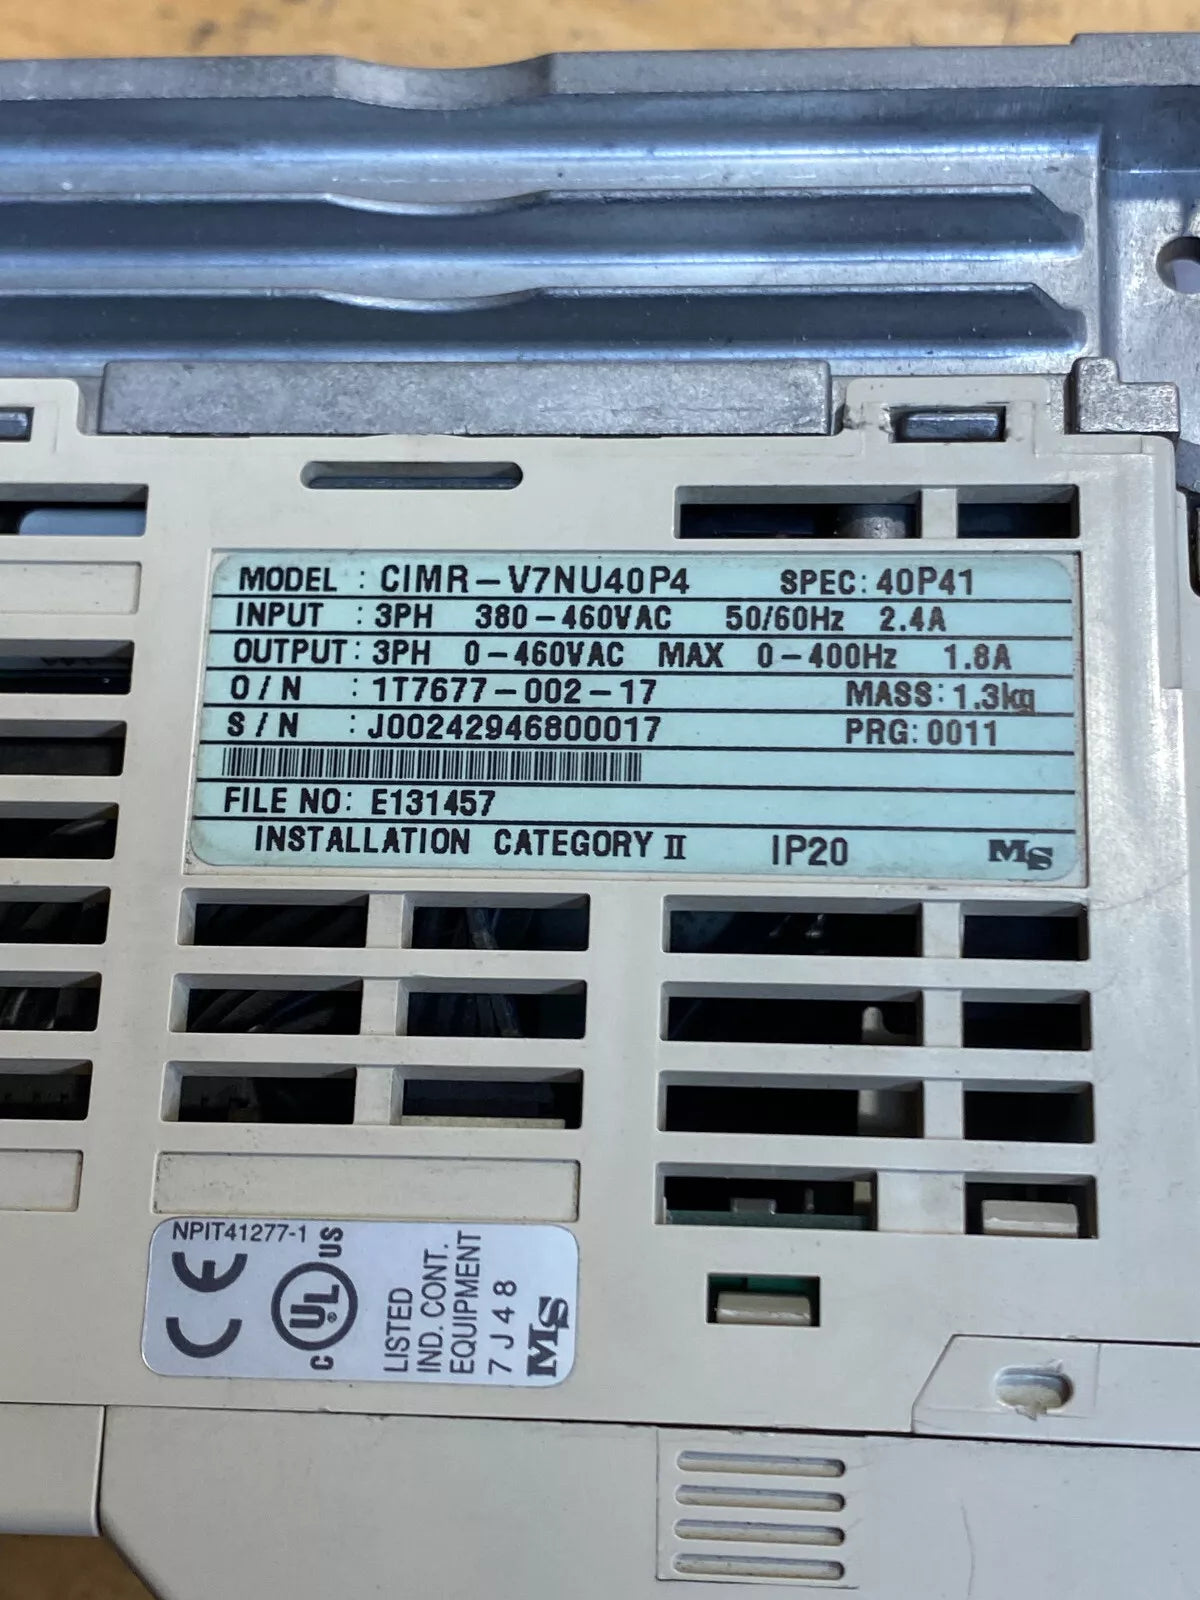 MODEL : CIMR-V7NU40P4 SPEC: 40P41
INPUT : 3PH 380-460VAC 50/60Hz 2.4A
OUTPUT: 3PH 0-460VAC MAX 0-400Hz 1.8A
O/N : 1T7677-002-17 MASS: 1.3kg
S/N : J00242946800017 PRG: 0011
FILE NO: E131457
INSTALLATION CATEGORY II IP20 MS
NPIT41277-1
CE
c UL US
®
LISTED
IND. CONT.
EQUIPMENT
7J48
MS